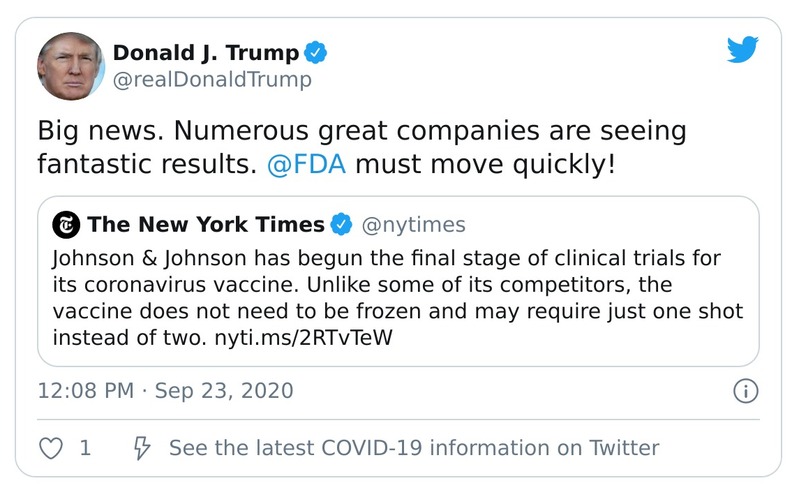 Donald J. Trump
@realDonaldTrump
Big news. Numerous great companies are seeing
fantastic results. @FDA must move quickly!
The New York Times @nytimes
Johnson & Johnson has begun the final stage of clinical trials for
its coronavirus vaccine. Unlike some of its competitors, the
vaccine does not need to be frozen and may require just one shot
instead of two. nyti.ms/2RTvTeW
12:08 PM · Sep 23, 2020
1 See the latest COVID-19 information on Twitter